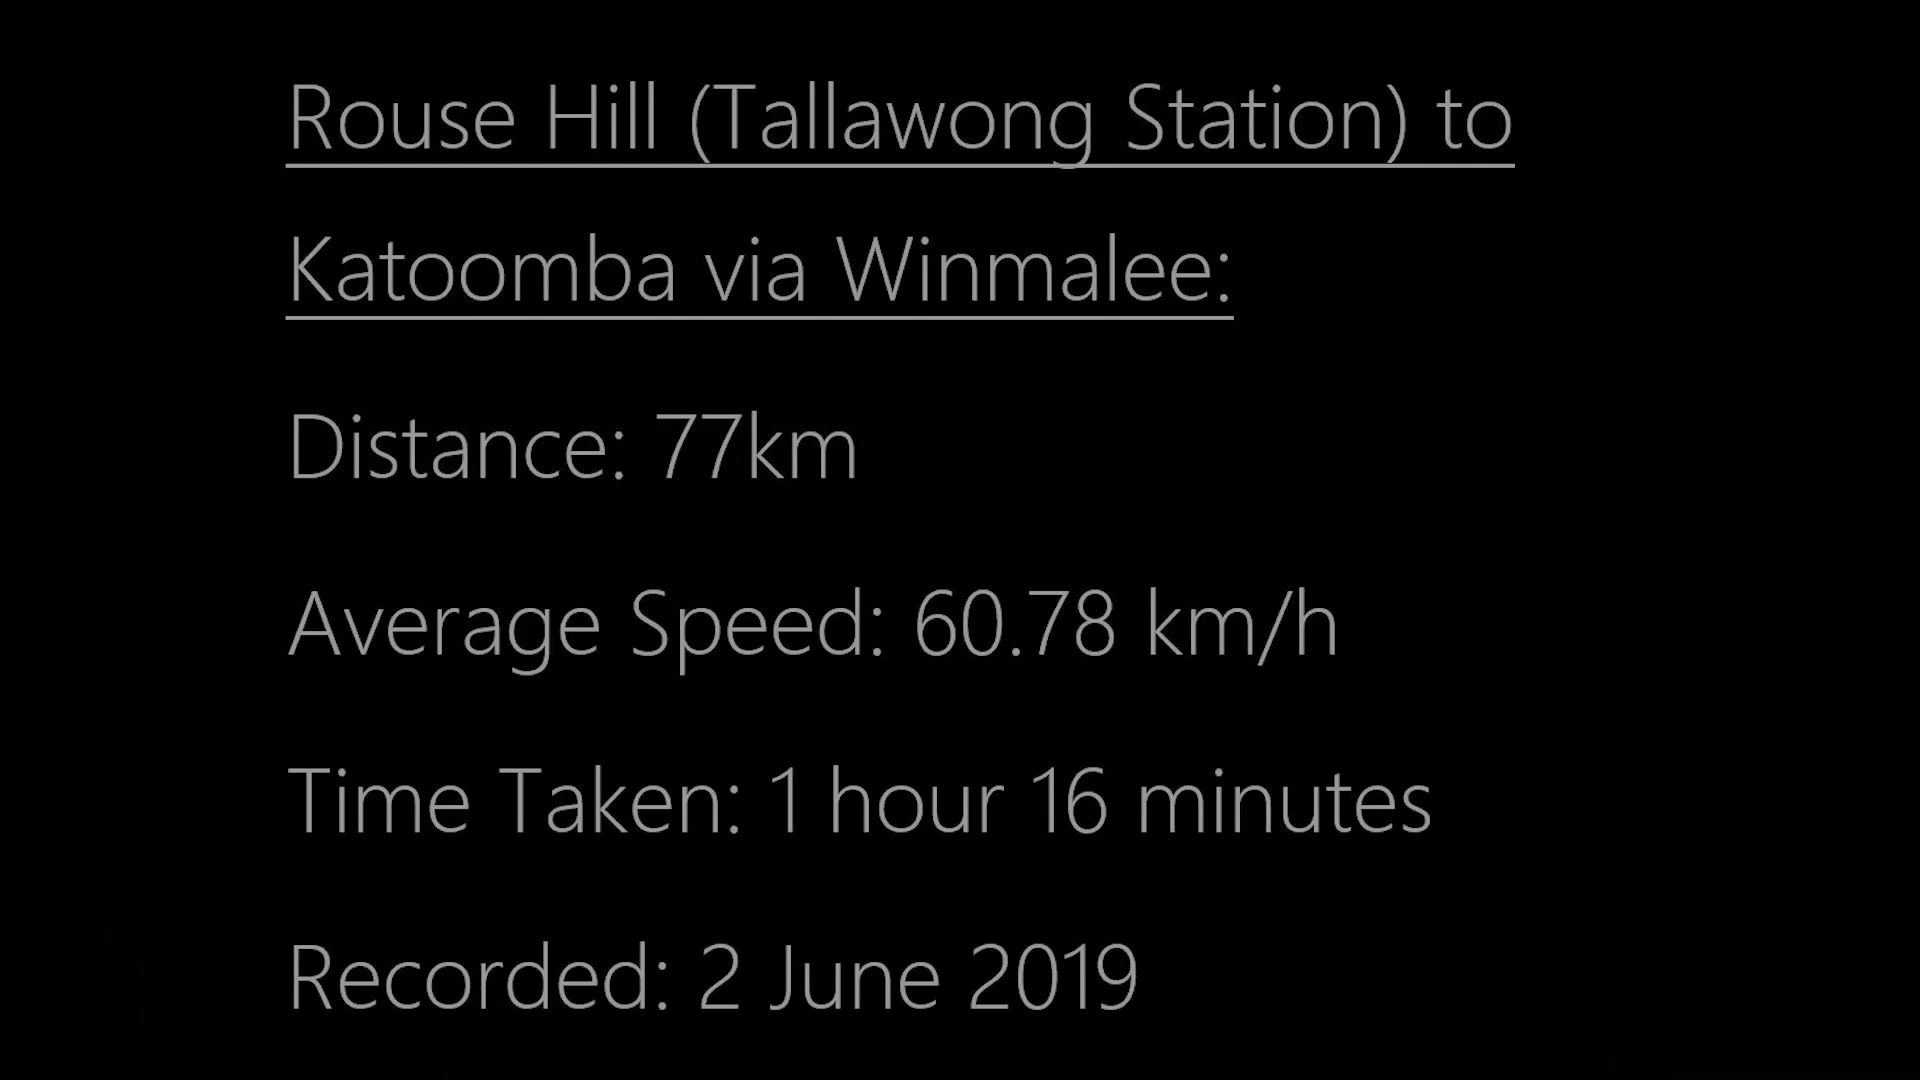 Rouse Hill (Tallawong Station) to
Katoomba via Winmalee:
Distance: 77km
Average Speed: 60.78 km/h
Time Taken: 1 hour 16 minutes
Recorded: 2 June 2019